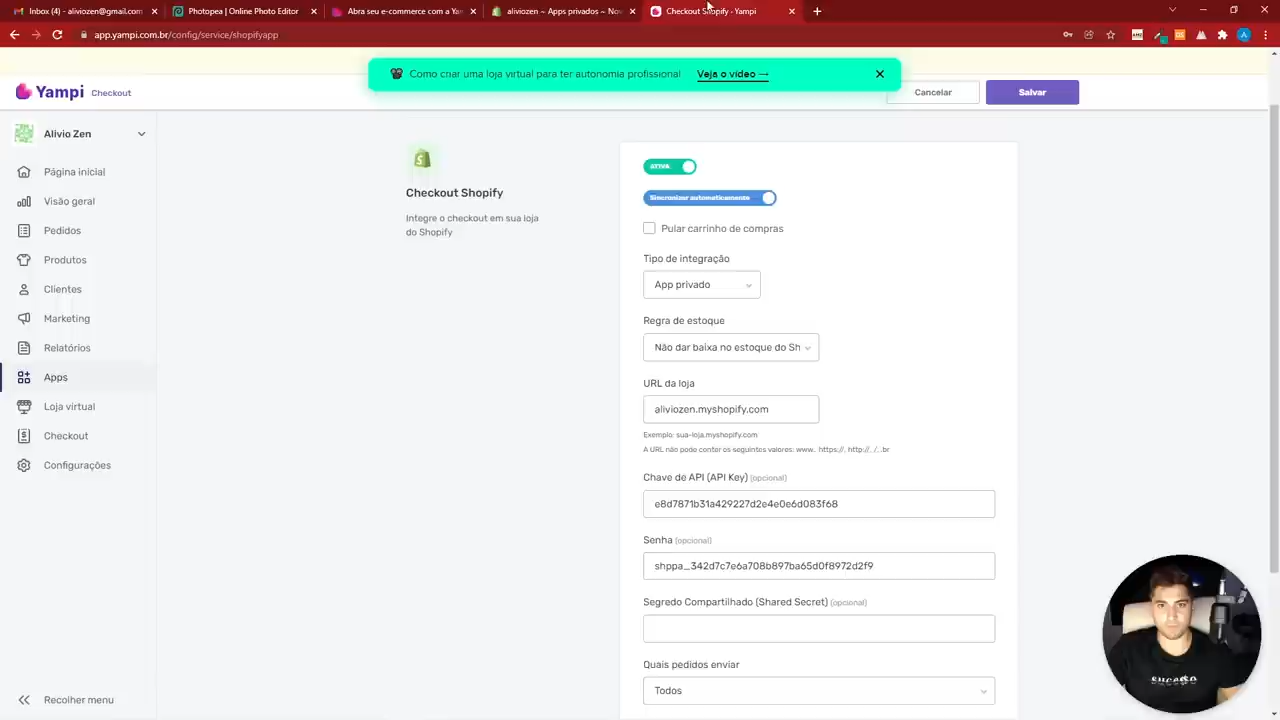 Inbox (4) - aliviozen@gmail.com
Photopea | Online Photo Editor
Abra seu e-commerce com a Yam
aliviozen ~ Apps privados ~ Nov
Checkout Shopify - Yampi
app.yampi.com.br/config/service/shopifyapp
Como criar uma loja virtual para ter autonomia profissional Veja o vídeo →
Yampi Checkout
Cancelar
Salvar
Alivio Zen
Página inicial
Visão geral
Pedidos
Produtos
Clientes
Marketing
Relatórios
Apps
Loja virtual
Checkout
Configurações
Recolher menu
Checkout Shopify
Integre o checkout em sua loja
do Shopify
ATIVA
Sincronizar automaticamente
Pular carrinho de compras
Tipo de integração
App privado
Regra de estoque
Não dar baixa no estoque do Sh
URL da loja
aliviozen.myshopify.com
Exemplo: sua-loja.myshopify.com
A URL não pode conter os seguintes valores: www., https://, http://, /, .br
Chave de API (API Key) (opcional)
e8d7871b31a429227d2e4e0e6d083f68
Senha (opcional)
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
Segredo Compartilhado (Shared Secret) (opcional)
Quais pedidos enviar
Todos